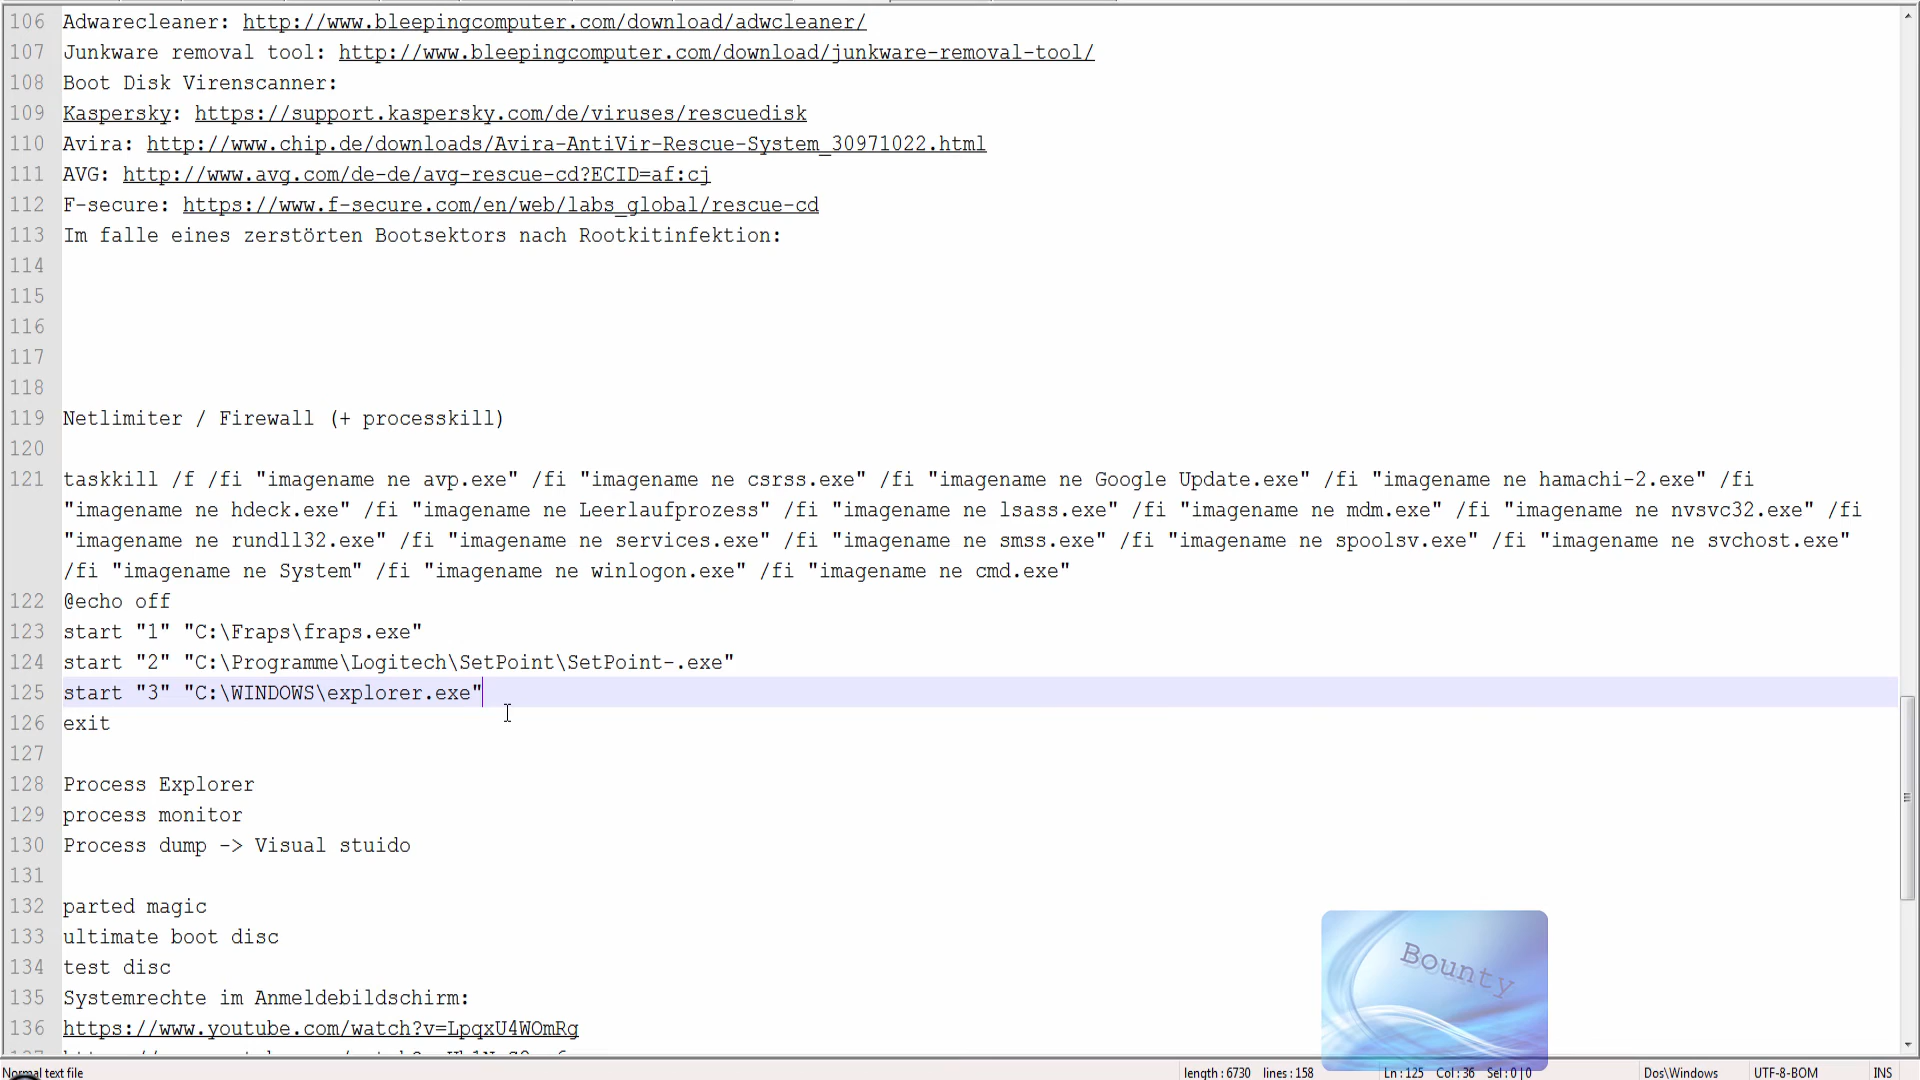 106 Adwarecleaner: http://www.bleepingcomputer.com/download/adwcleaner/
107 Junkware removal tool: http://www.bleepingcomputer.com/download/junkware-removal-tool/
108 Boot Disk Virenscanner:
109 Kaspersky: https://support.kaspersky.com/de/viruses/rescuedisk
110 Avira: http://www.chip.de/downloads/Avira-AntiVir-Rescue-System_30971022.html
111 AVG: http://www.avg.com/de-de/avg-rescue-cd?ECID=af:cj
112 F-secure: https://www.f-secure.com/en/web/labs_global/rescue-cd
113 Im falle eines zerstörten Bootsektors nach Rootkitinfektion:
114
115
116
117
118
119 Netlimiter / Firewall (+ processkill)
120
121 taskkill /f /fi "imagename ne avp.exe" /fi "imagename ne csrss.exe" /fi "imagename ne Google Update.exe" /fi "imagename ne hamachi-2.exe" /fi
"imagename ne hdeck.exe" /fi "imagename ne Leerlaufprozess" /fi "imagename ne lsass.exe" /fi "imagename ne mdm.exe" /fi "imagename ne nvsvc32.exe" /fi
"imagename ne rundll32.exe" /fi "imagename ne services.exe" /fi "imagename ne smss.exe" /fi "imagename ne spoolsv.exe" /fi "imagename ne svchost.exe"
/fi "imagename ne System" /fi "imagename ne winlogon.exe" /fi "imagename ne cmd.exe"
122 @echo off
123 start "1" "C:\Fraps\fraps.exe"
124 start "2" "C:\Programme\Logitech\SetPoint\SetPoint-.exe"
125 start "3" "C:\WINDOWS\explorer.exe"
126 exit
127
128 Process Explorer
129 process monitor
130 Process dump -> Visual stuido
131
132 parted magic
133 ultimate boot disc
134 test disc
135 Systemrechte im Anmeldebildschirm:
136 https://www.youtube.com/watch?v=LpqxU4WOmRg
Bounty
Normal text file length : 6730 lines : 158 Ln : 125 Col : 36 Sel : 0 | 0 Dos\Windows UTF-8-BOM INS